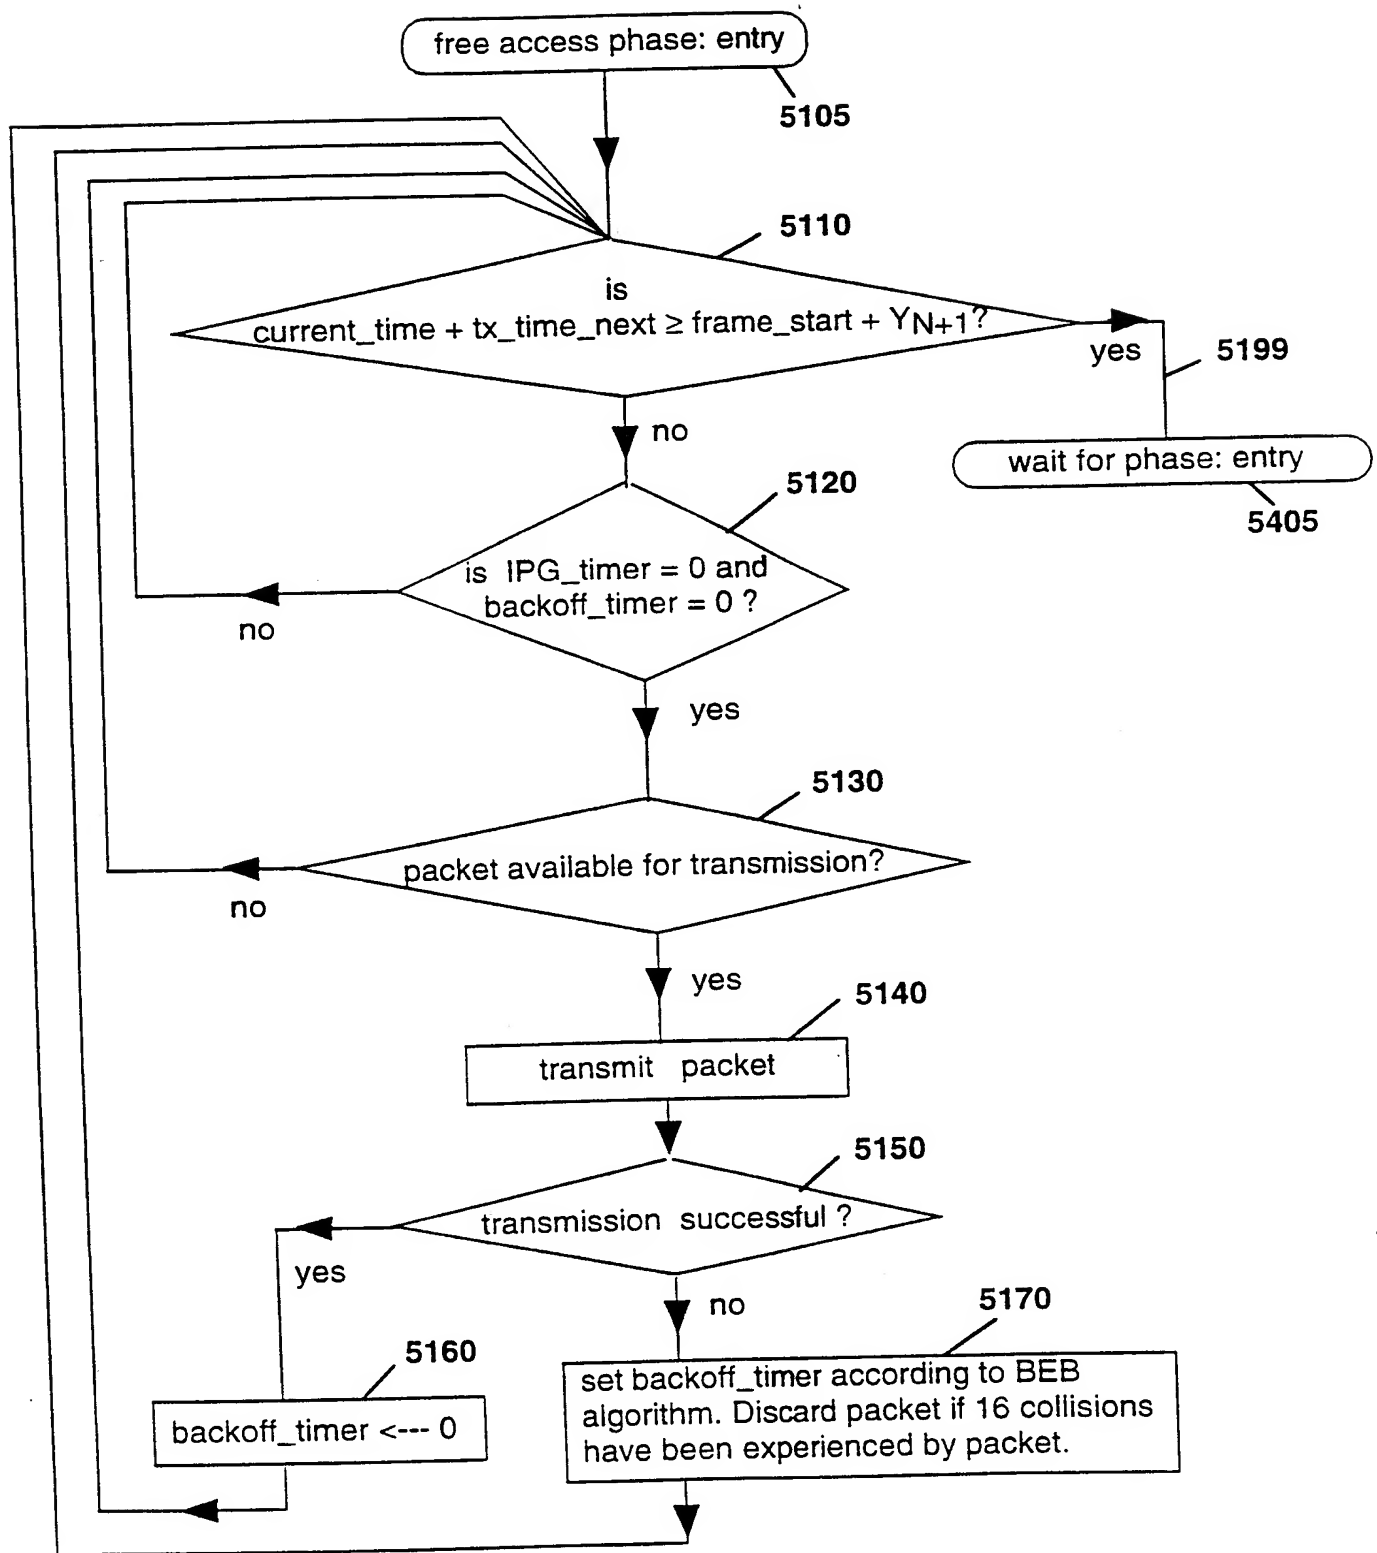 free access phase: entry
5105
5110
is
current_time + tx_time_next ≥ frame_start + YN+1?
yes
5199
no
wait for phase: entry
5405
5120
is IPG_timer = 0 and
backoff_timer = 0 ?
no
yes
5130
packet available for transmission?
no
yes
5140
transmit packet
5150
transmission successful ?
yes
no
5170
5160
set backoff_timer according to BEB
algorithm. Discard packet if 16 collisions
have been experienced by packet.
backoff_timer <--- 0